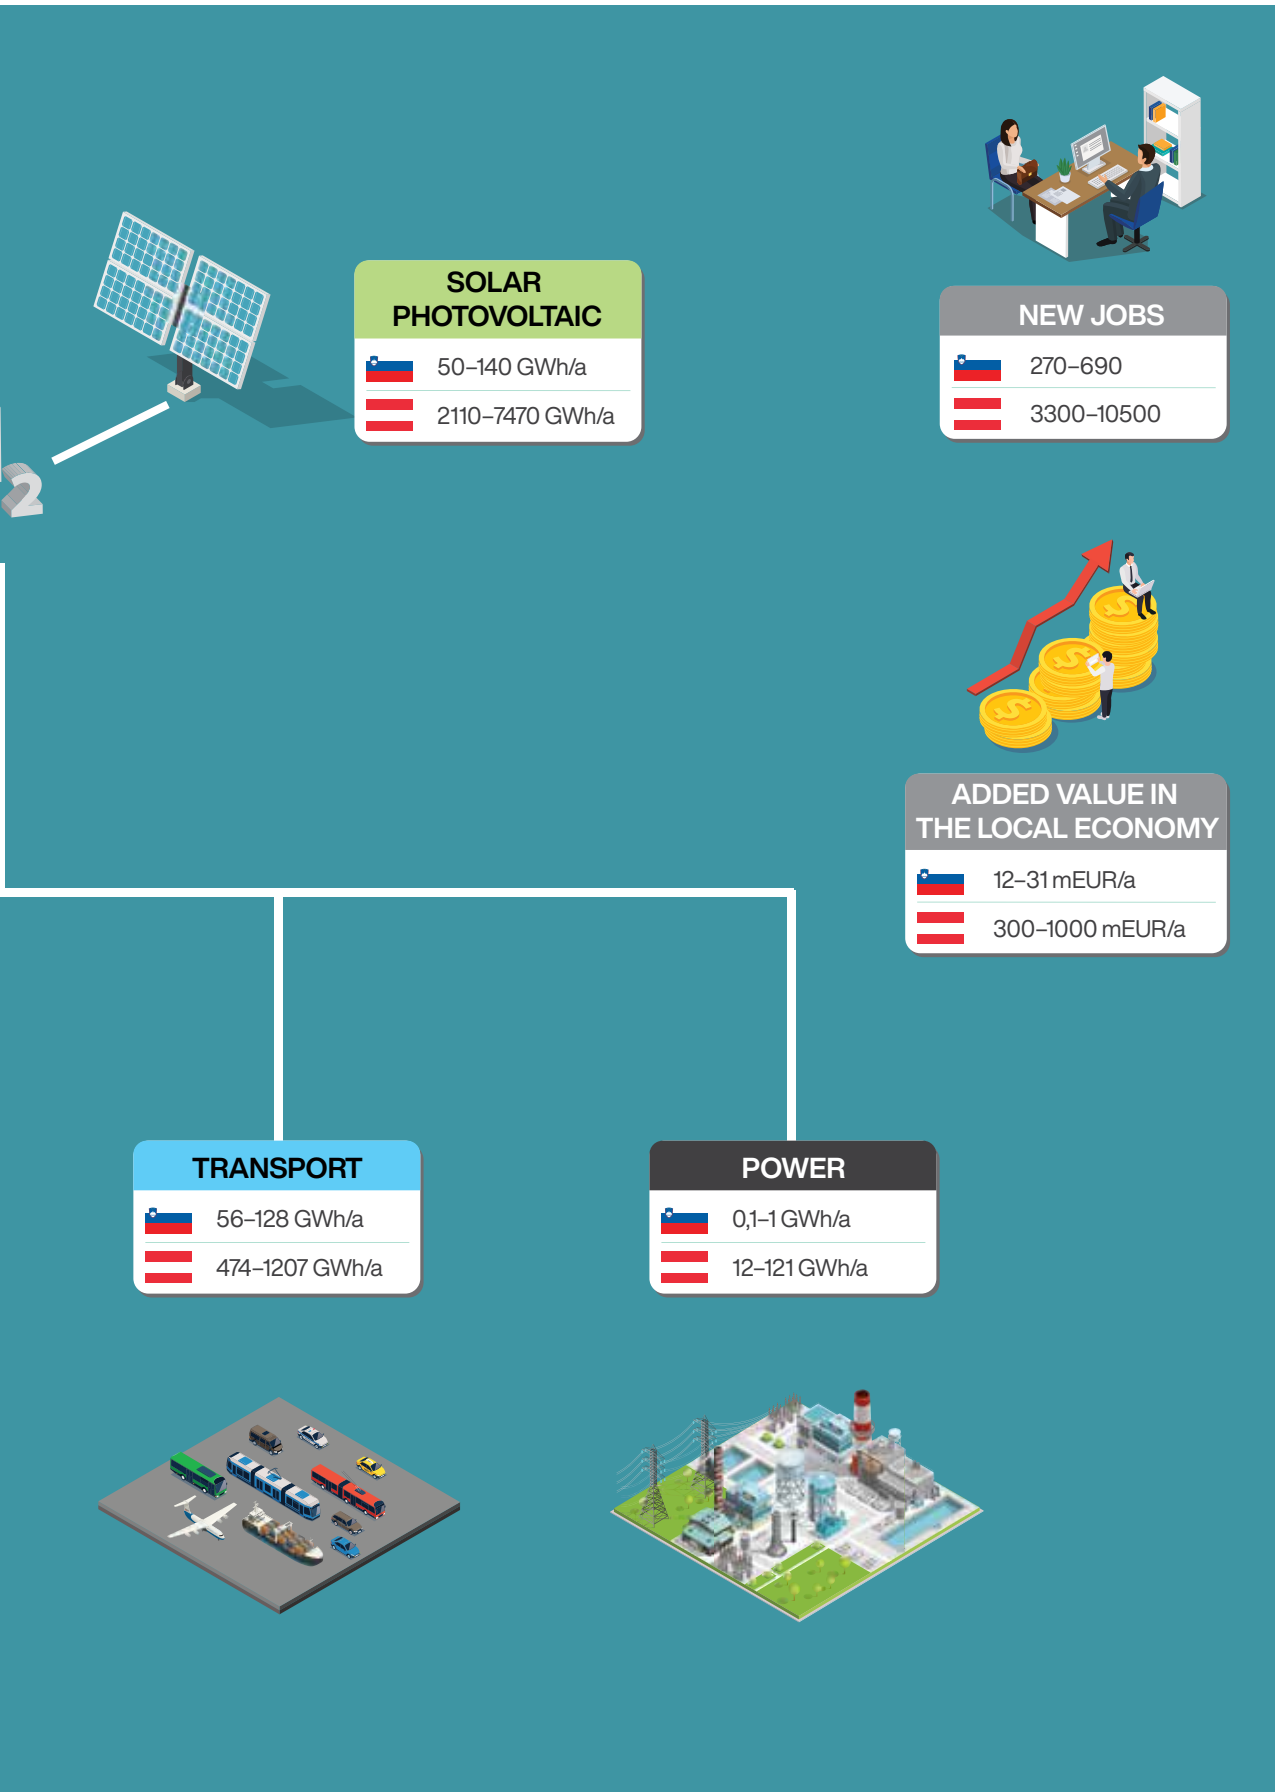 SOLAR
PHOTOVOLTAIC
50–140 GWh/a
2110–7470 GWh/a
NEW JOBS
270–690
3300–10500
2
ADDED VALUE IN
THE LOCAL ECONOMY
12–31 mEUR/a
300–1000 mEUR/a
TRANSPORT
56–128 GWh/a
474–1207 GWh/a
POWER
0,1–1 GWh/a
12–121 GWh/a